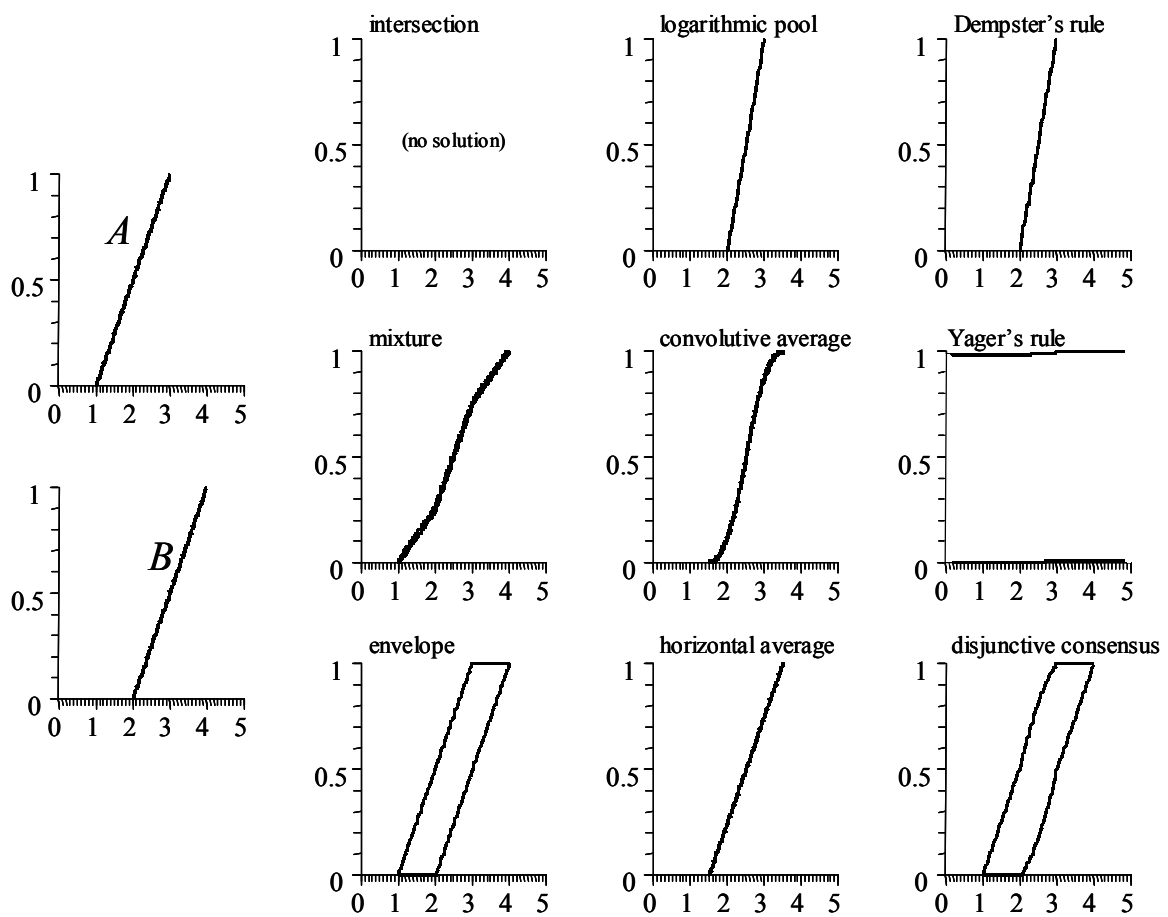 A
1
0.5
0
0 1 2 3 4 5
B
1
0.5
0
0 1 2 3 4 5
intersection
1
0.5
0
(no solution)
0 1 2 3 4 5
logarithmic pool
1
0.5
0
0 1 2 3 4 5
Dempster's rule
1
0.5
0
0 1 2 3 4 5
mixture
1
0.5
0
0 1 2 3 4 5
convolutive average
1
0.5
0
0 1 2 3 4 5
Yager's rule
1
0.5
0
0 1 2 3 4 5
envelope
1
0.5
0
0 1 2 3 4 5
horizontal average
1
0.5
0
0 1 2 3 4 5
disjunctive consensus
1
0.5
0
0 1 2 3 4 5